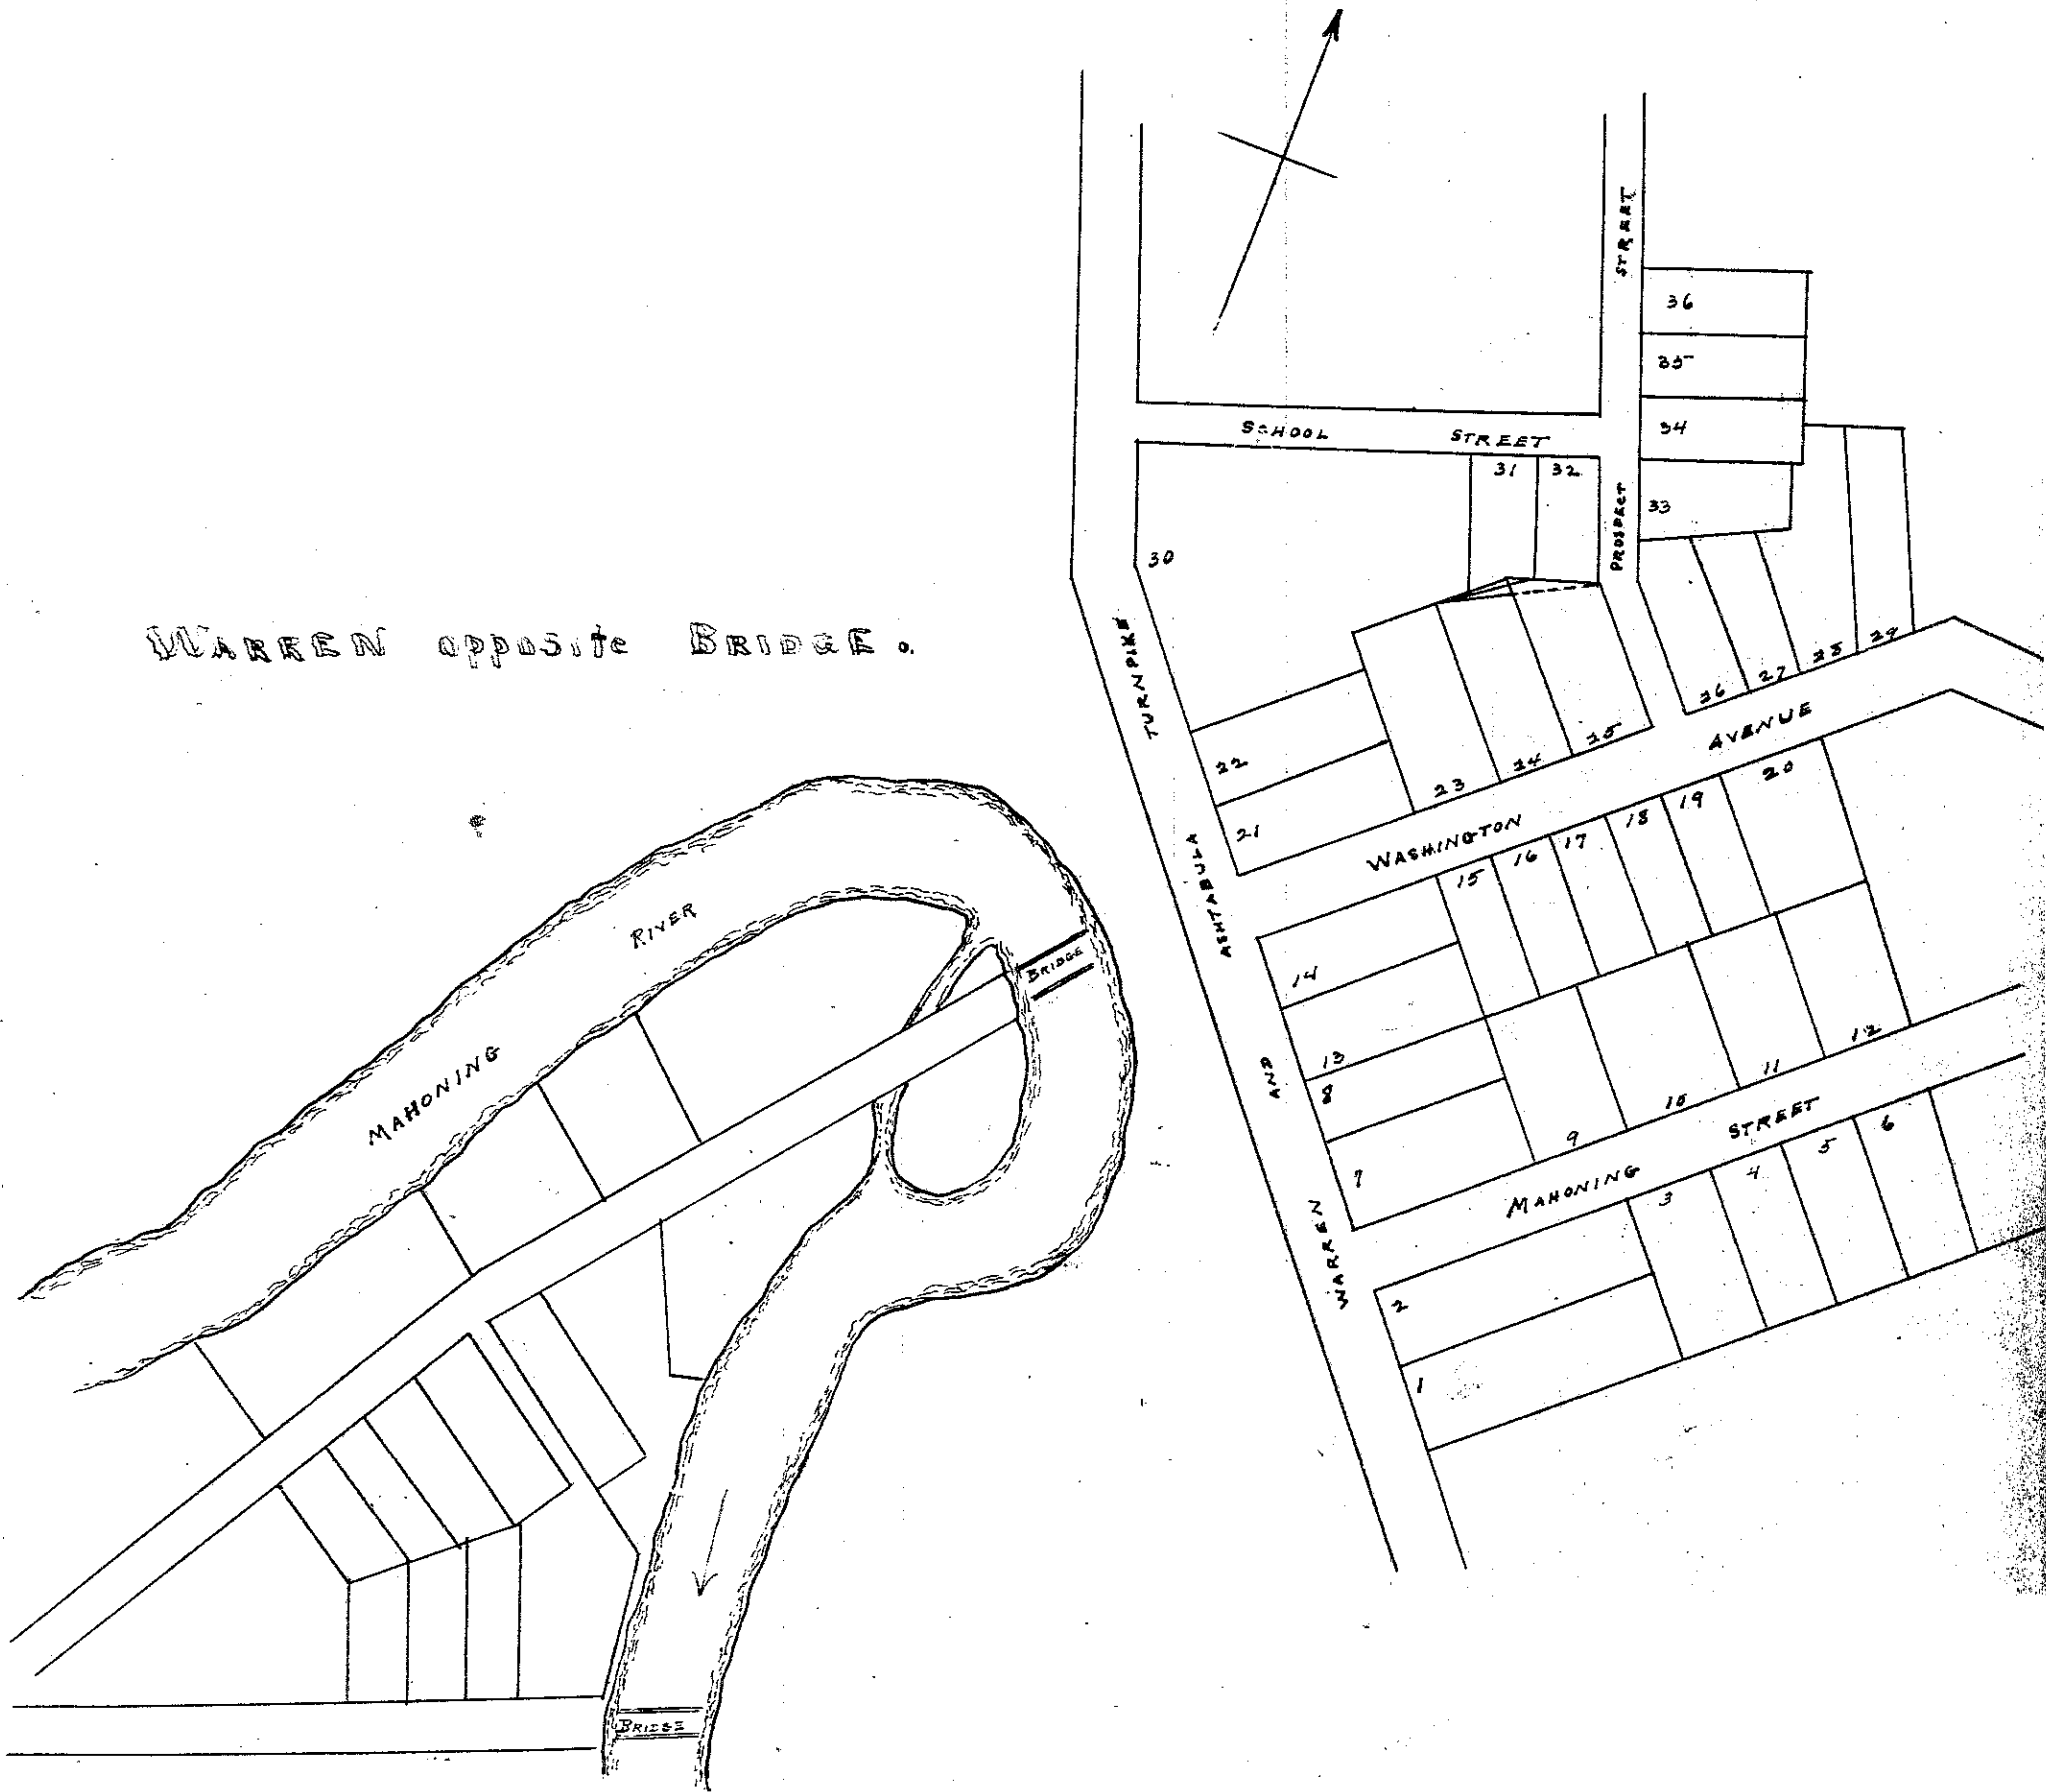 WARREN opposite BRIDGE.
STREET
PROSPECT
36
35
34
33
SCHOOL STREET
31 32
30
TURNPIKE
ASHTABULA
AND
WARREN
22
21
23 24 25
26 27 28 29
WASHINGTON AVENUE
15 16 17 18 19 20
14
13
8
7
9 10 11 12
MAHONING STREET
2
1
3 4 5 6
MAHONING RIVER
BRIDGE
BRIDGE